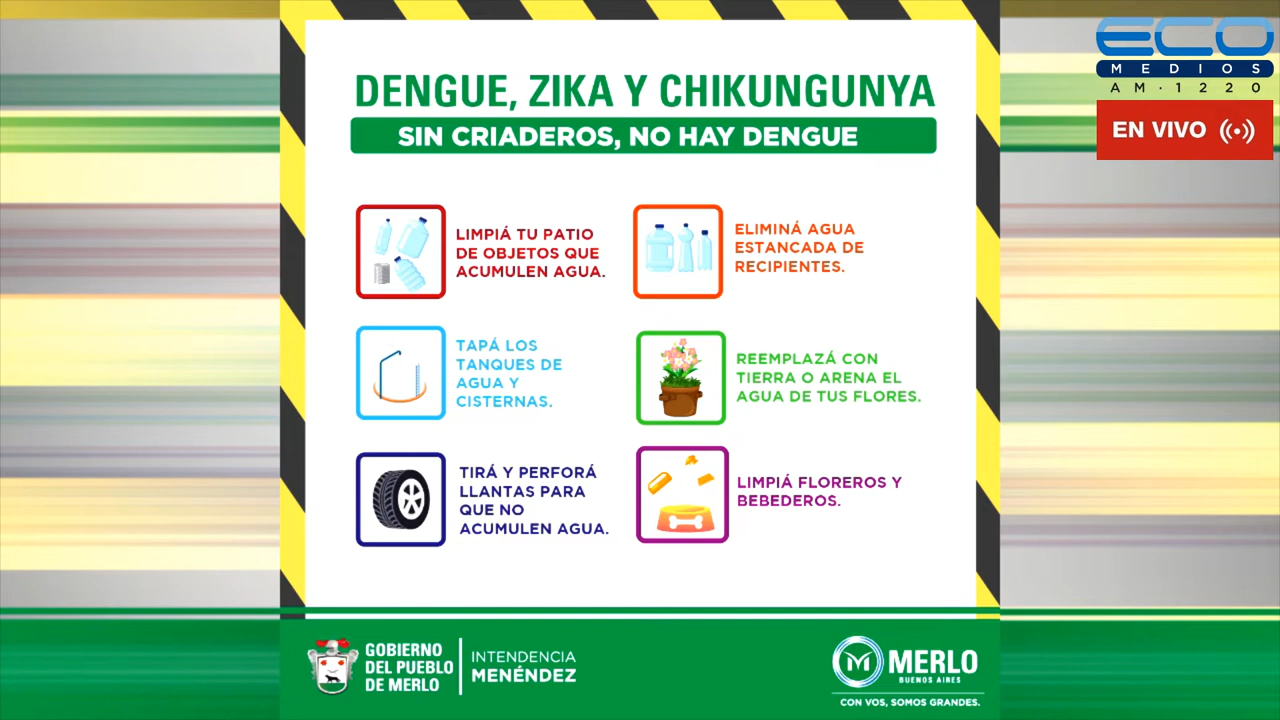 DENGUE, ZIKA Y CHIKUNGUNYA
SIN CRIADEROS, NO HAY DENGUE
LIMPIÁ TU PATIO
DE OBJETOS QUE
ACUMULEN AGUA.
ELIMINÁ AGUA
ESTANCADA DE
RECIPIENTES.
TAPÁ LOS
TANQUES DE
AGUA Y
CISTERNAS.
REEMPLAZÁ CON
TIERRA O ARENA EL
AGUA DE TUS FLORES.
TIRÁ Y PERFORÁ
LLANTAS PARA
QUE NO
ACUMULEN AGUA.
LIMPIÁ FLOREROS Y
BEBEDEROS.
GOBIERNO
DEL PUEBLO
DE MERLO
INTENDENCIA
MENÉNDEZ
MERLO
BUENOS AIRES
CON VOS, SOMOS GRANDES.
ECO
MEDIOS
AM·1220
EN VIVO